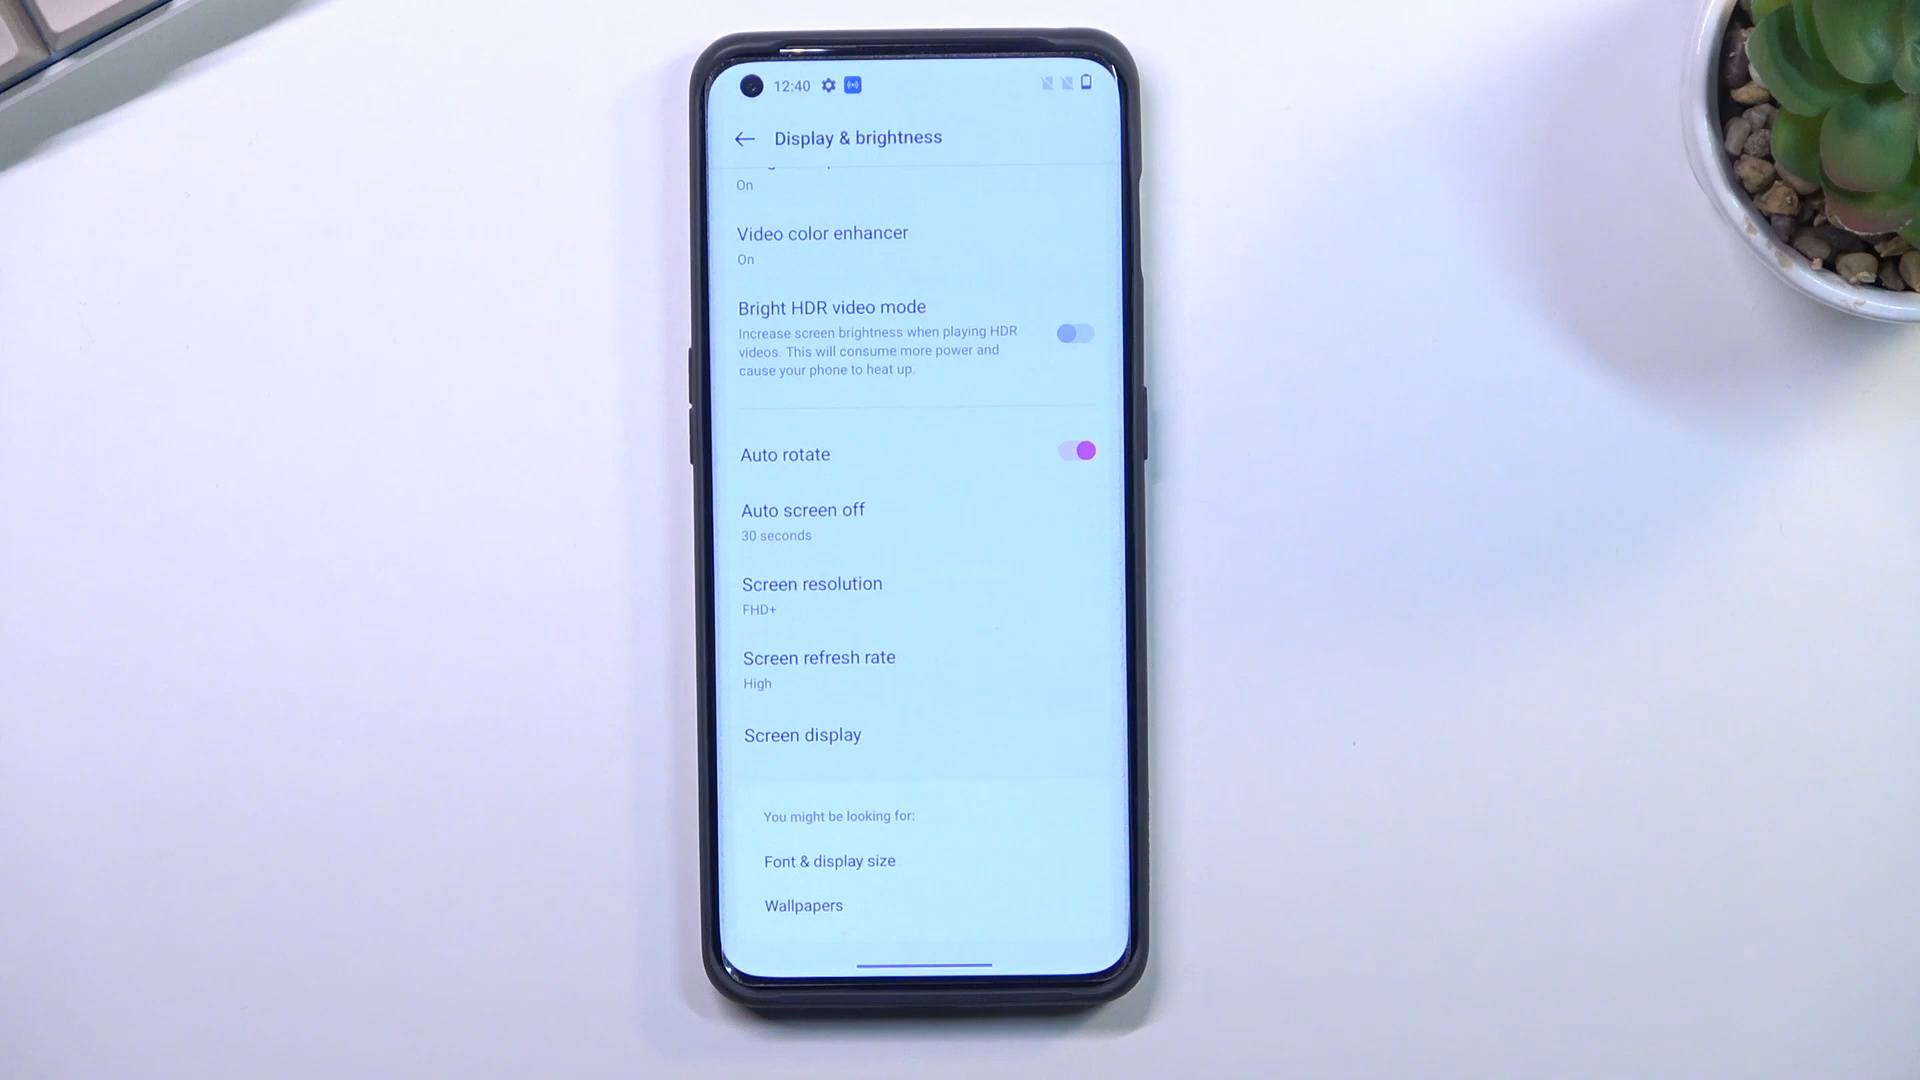 12:40
Display & brightness
On
Video color enhancer
On
Bright HDR video mode
Increase screen brightness when playing HDR
videos. This will consume more power and
cause your phone to heat up.
Auto rotate
Auto screen off
30 seconds
Screen resolution
FHD+
Screen refresh rate
High
Screen display
You might be looking for:
Font & display size
Wallpapers